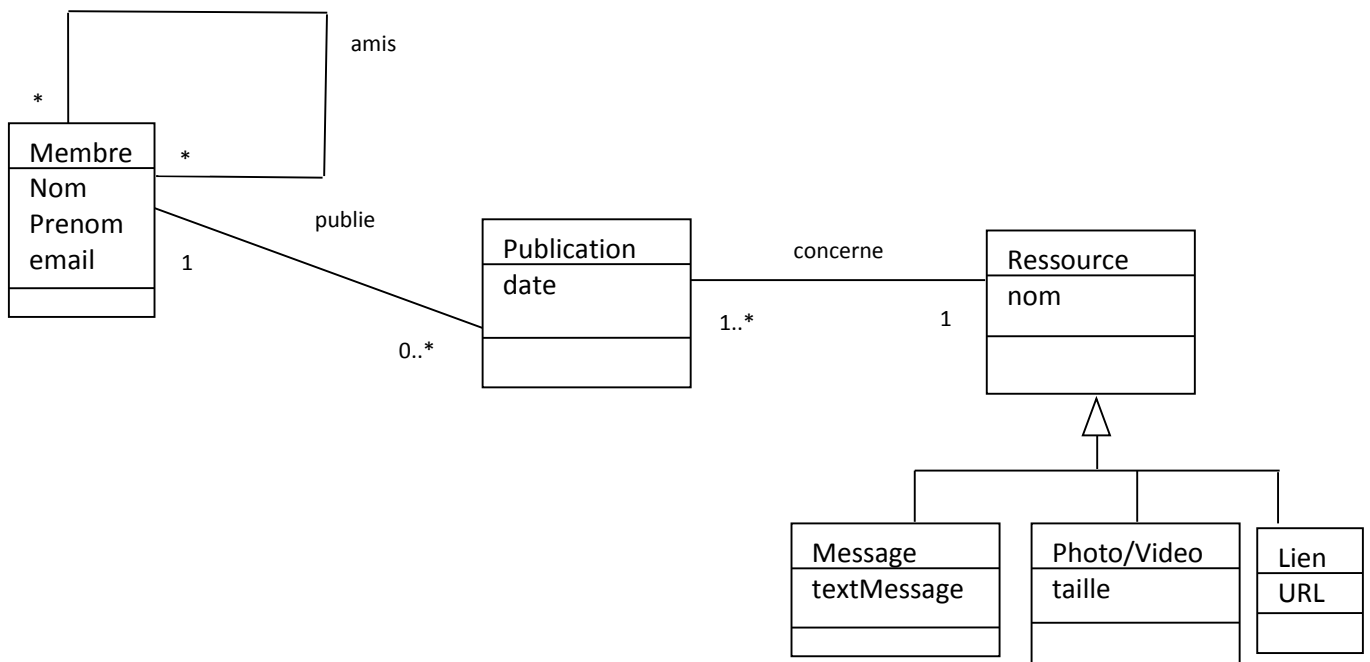 amis
*
Membre
*
Nom
Prenom
email
publie
1
0..*
Publication
date
concerne
1..*
1
Ressource
nom
Message
textMessage
Photo/Video
taille
Lien
URL